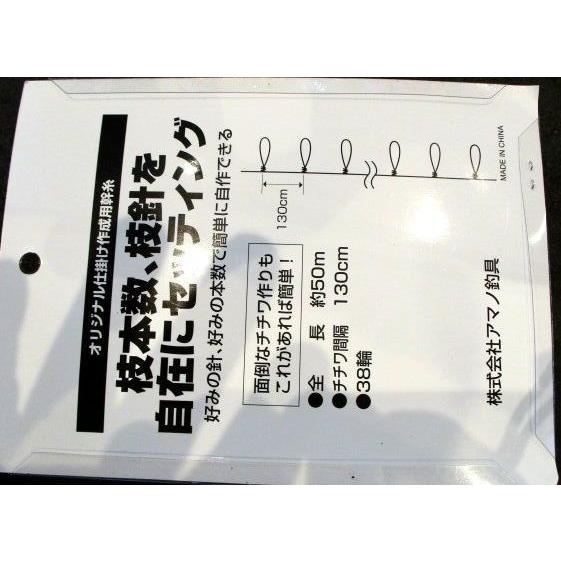 オリジナル仕掛け作成用幹糸
枝本数、枝針を
自在にセッティング
好みの針、好みの本数で簡単に自作できる
130cm
面倒なチチワ作りも
これがあれば簡単！
●全　長　約50m
●チチワ間隔　130cm
●38輪
株式会社アマノ釣具
MADE IN CHINA